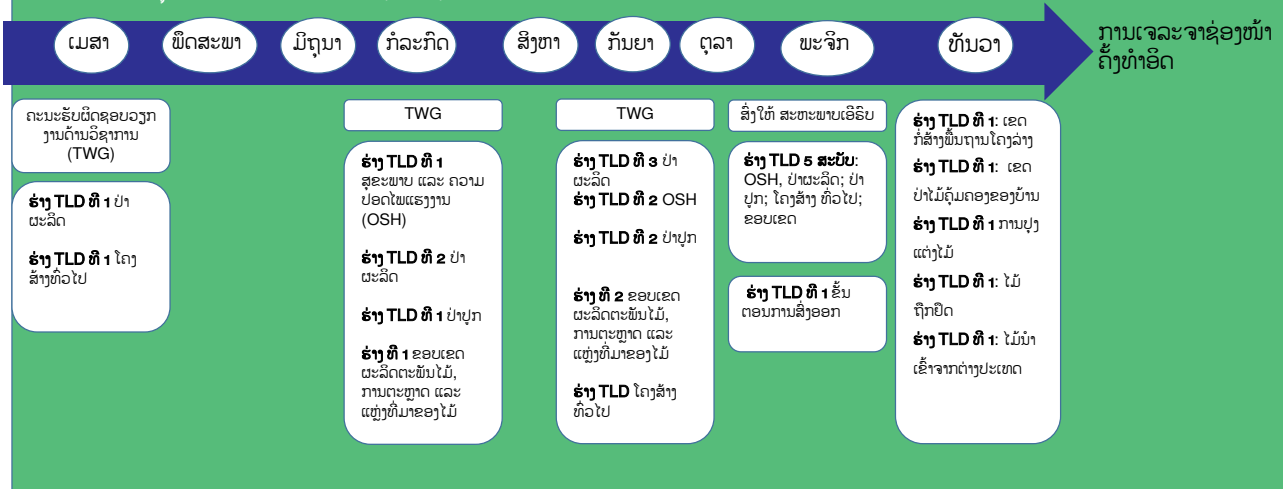 ເມສາ
ພຶດສະພາ
ມິຖຸນາ
ກໍລະກົດ
ສິງຫາ
ກັນຍາ
ຕຸລາ
ພະຈິກ
ທັນວາ
ການເຈລະຈາຊ່ອງໜ້າ
ຄັ້ງທຳອິດ
ຄະນະຮັບຜິດຊອບວຽກ
ງານດ້ານວິຊາການ
(TWG)
ຮ່າງ TLD ທີ 1 ປ່າ
ຜະລິດ
ຮ່າງ TLD ທີ 1 ໂຄງ
ສ້າງທົ່ວໄປ
TWG
ຮ່າງ TLD ທີ 1
ສຸຂະພາບ ແລະ ຄວາມ
ປອດໄພແຮງງານ
(OSH)
ຮ່າງ TLD ທີ 2 ປ່າ
ຜະລິດ
ຮ່າງ TLD ທີ 1 ປ່າປູກ
ຮ່າງ ທີ 1 ຂອບເຂດ
ຜະລິດຕະພັນໄມ້,
ການຕະຫຼາດ ແລະ
ແຫຼ່ງທີ່ມາຂອງໄມ້
TWG
ຮ່າງ TLD ທີ 3 ປ່າ
ຜະລິດ
ຮ່າງ TLD ທີ 2 OSH
ຮ່າງ TLD ທີ 2 ປ່າປູກ
ຮ່າງ ທີ 2 ຂອບເຂດ
ຜະລິດຕະພັນໄມ້,
ການຕະຫຼາດ ແລະ
ແຫຼ່ງທີ່ມາຂອງໄມ້
ຮ່າງ TLD ໂຄງສ້າງ
ທົ່ວໄປ
ສົ່ງໃຫ້ ສະຫະພາບເອີຣົບ
ຮ່າງ TLD 5 ສະບັບ:
OSH, ປ່າຜະລິດ; ປ່າ
ປູກ; ໂຄງສ້າງ ທົ່ວໄປ;
ຂອບເຂດ
ຮ່າງ TLD ທີ 1 ຂັ້ນ
ຕອນການສົ່ງອອກ
ຮ່າງ TLD ທີ 1: ເຂດ
ກໍ່ສ້າງພື້ນຖານໂຄງລ່າງ
ຮ່າງ TLD ທີ 1: ເຂດ
ປ່າໄມ້ຄຸ້ມຄອງຂອງບ້ານ
ຮ່າງ TLD ທີ 1 ການປຸງ
ແຕ່ງໄມ້
ຮ່າງ TLD ທີ 1: ໄມ້
ຖືກຢຶດ
ຮ່າງ TLD ທີ 1: ໄມ້ນຳ
ເຂົ້າຈາກຕ່າງປະເທດ